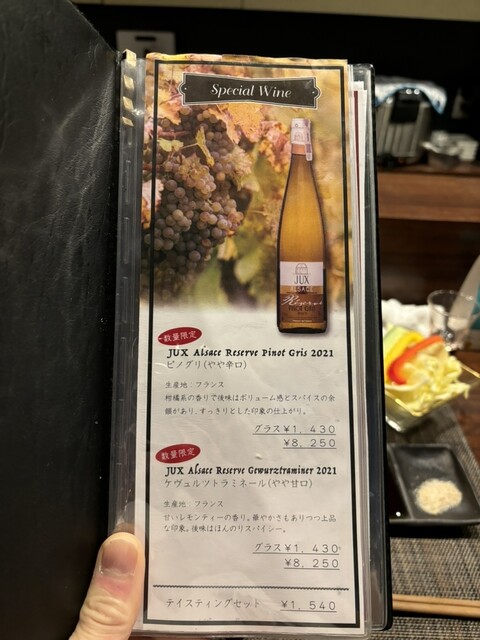 Special Wine
JUX
ALSACE
Réserve
PINOT GRIS
数量限定
JUX Alsace Reserve Pinot Gris 2021
ピノグリ(やや辛口)
生産地：フランス
柑橘系の香りで後味はボリューム感とスパイスの余
韻があり、すっきりとした印象の仕上がり。
グラス ¥1,430
¥8,250
数量限定
JUX Alsace Reserve Gewurztraminer 2021
ケヴュルツトラミネール(やや甘口)
生産地：フランス
甘いレモンティーの香り。華やかさもありつつ上品
な印象。後味はほんのりスパイシー。
グラス ¥1,430
¥8,250
テイスティングセット ¥1,540